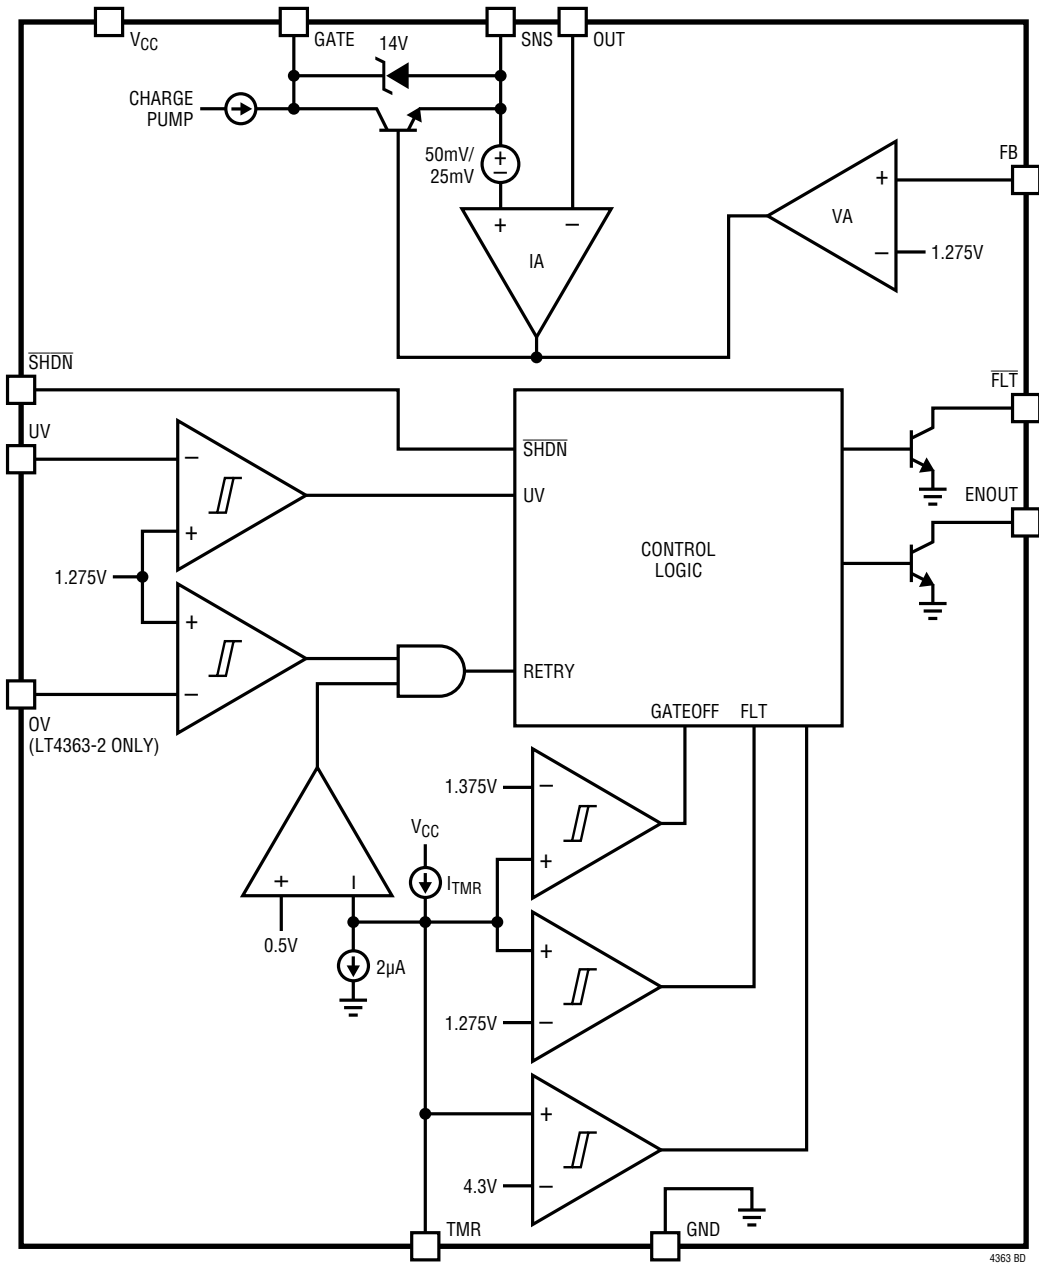 VCC
GATE
SNS
OUT
14V
CHARGE
PUMP
50mV/
25mV
+
−
+
−
IA
FB
+
VA
−
1.275V
SHDN
UV
−
+
1.275V
+
−
OV
(LT4363-2 ONLY)
SHDN
UV
CONTROL
LOGIC
RETRY
GATEOFF
FLT
FLT
ENOUT
1.375V
−
+
VCC
ITMR
+
−
0.5V
2µA
+
1.275V
−
+
4.3V
−
TMR
GND
4363 BD